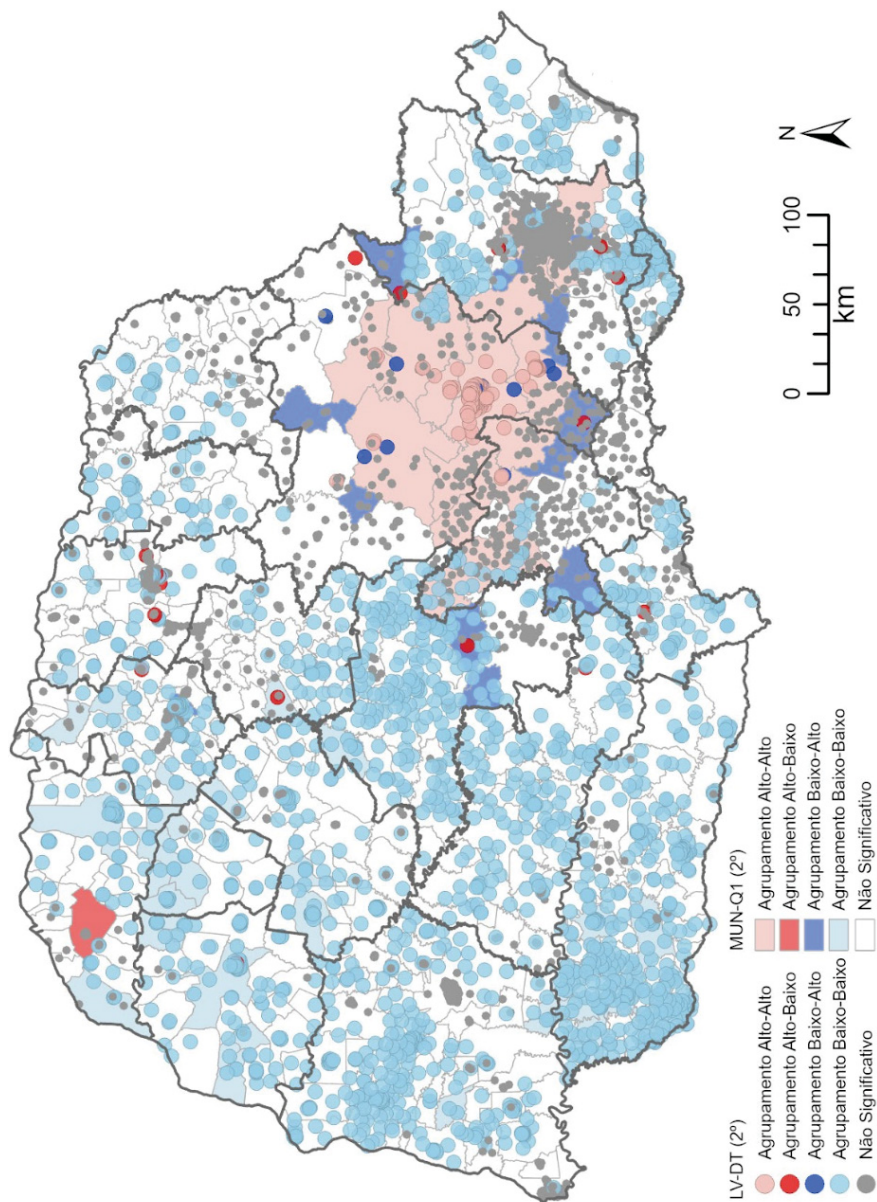 LV-DT (2º)
Agrupamento Alto-Alto
Agrupamento Alto-Baixo
Agrupamento Baixo-Alto
Agrupamento Baixo-Baixo
Não Significativo
MUN-Q1 (2º)
Agrupamento Alto-Alto
Agrupamento Alto-Baixo
Agrupamento Baixo-Alto
Agrupamento Baixo-Baixo
Não Significativo
0 50 100
km
N